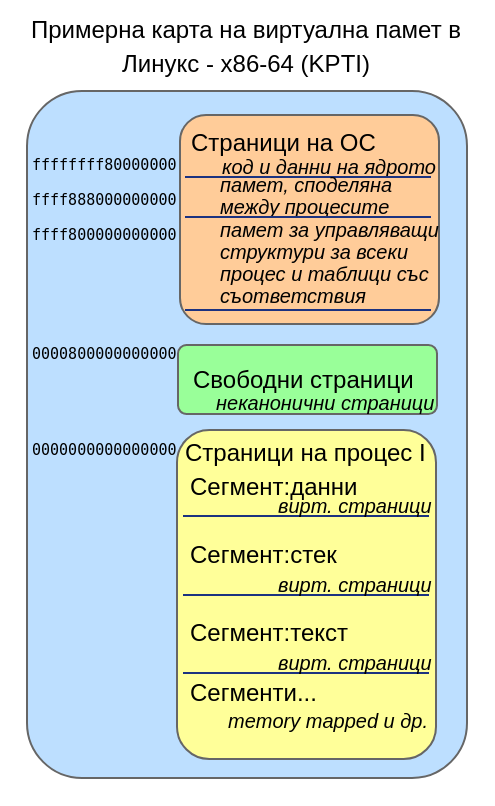 Примерна карта на виртуална памет в
Линукс - x86-64 (KPTI)
Страници на ОС
ffffffff80000000
код и данни на ядрото
памет, споделяна
ffff888000000000
между процесите
ffff800000000000
памет за управляващи
структури за всеки
процес и таблици със
съответствия
0000800000000000
Свободни страници
неканонични страници
0000000000000000
Страници на процес I
Сегмент:данни
вирт. страници
Сегмент:стек
вирт. страници
Сегмент:текст
вирт. страници
Сегменти...
memory mapped и др.